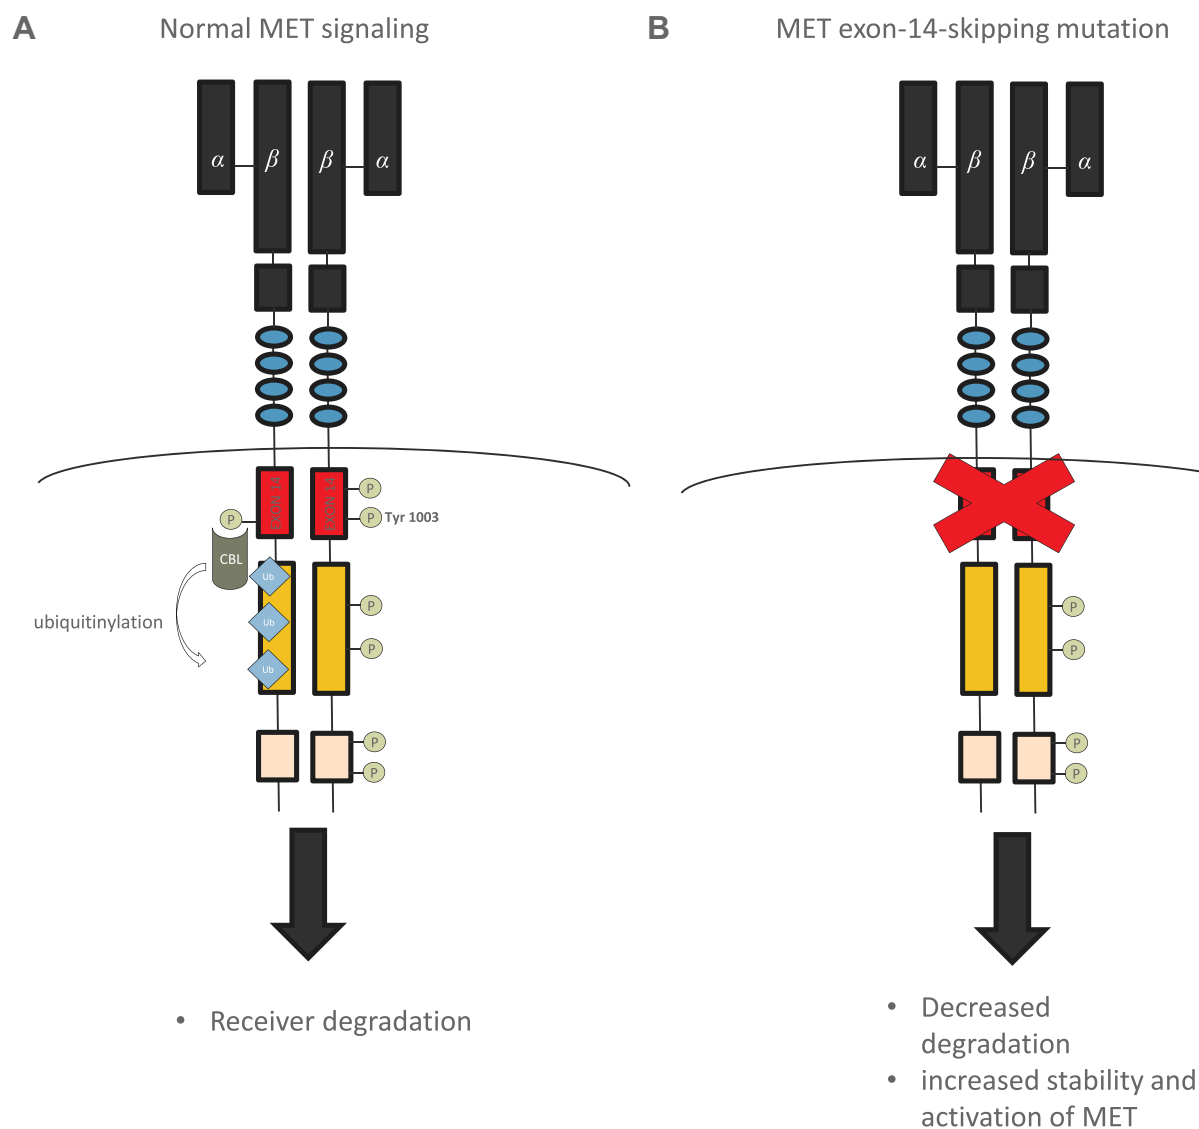 A
Normal MET signaling
α
β
β
α
EXON 14
EXON 14
P
P
P
Tyr 1003
CBL
Ub
ubiquitinylation
Ub
Ub
P
P
P
P
• Receiver degradation
B
MET exon-14-skipping mutation
α
β
β
α
P
P
P
P
• Decreased
degradation
• increased stability and
activation of MET